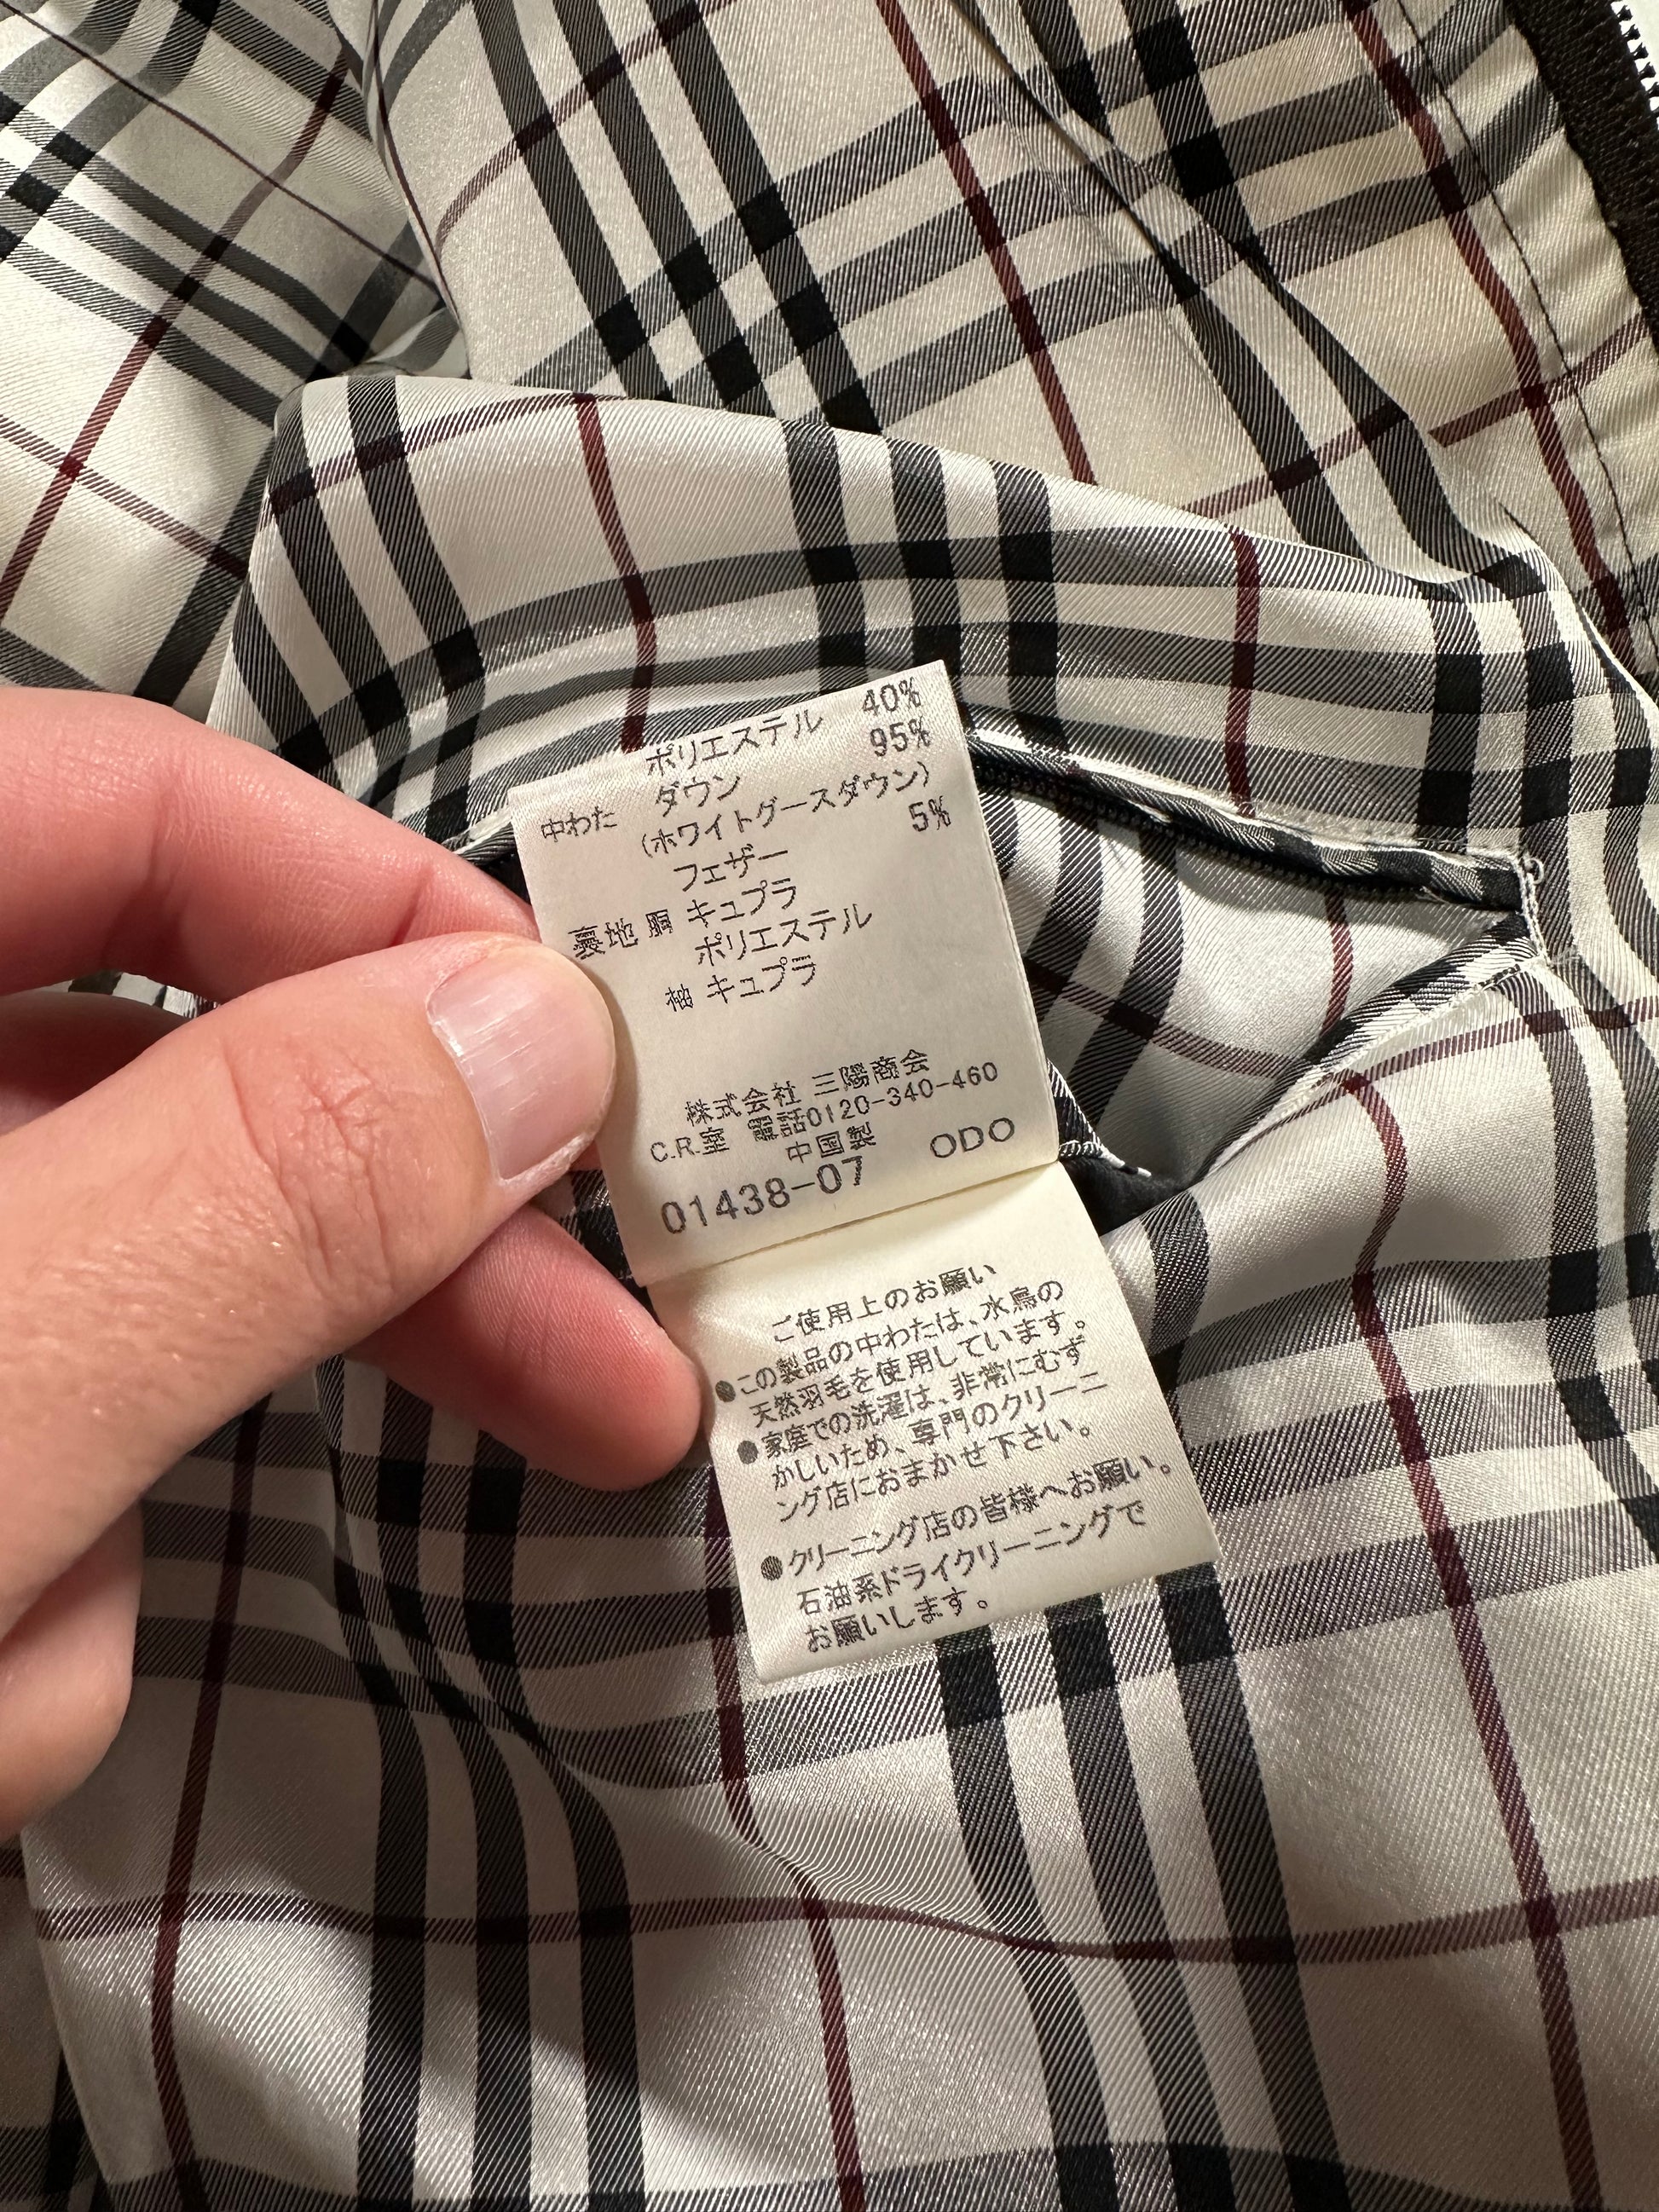 ポリエステル 40%
中わた ダウン 95%
(ホワイトグースダウン)
フェザー 5%
裏地 胴 キュプラ
ポリエステル
袖 キュプラ
株式会社 三陽商会
C.R.室 電話0120-340-460
中国製
01438-07 ODO
ご使用上のお願い
●この製品の中わたは、水鳥の
天然羽毛を使用しています。
●家庭での洗濯は、非常にむず
かしいため、専門のクリーニ
ング店におまかせ下さい。
●クリーニング店の皆様へお願い。
石油系ドライクリーニングで
お願いします。